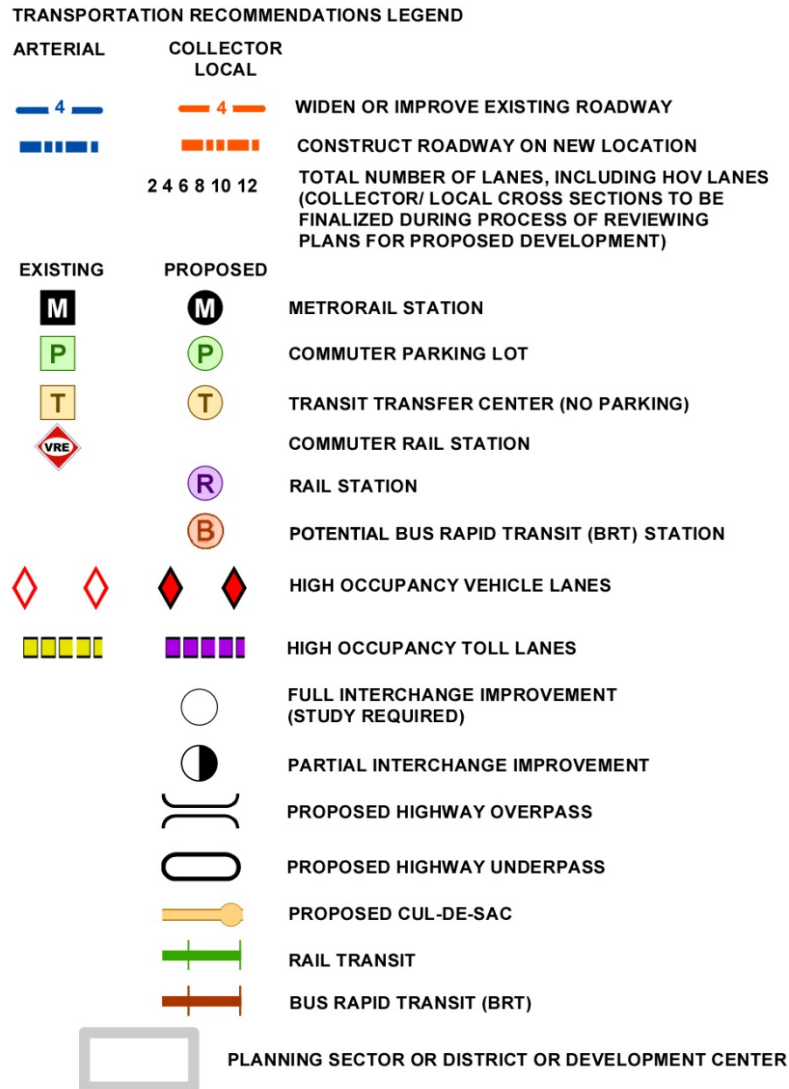 TRANSPORTATION RECOMMENDATIONS LEGEND
ARTERIAL COLLECTOR
LOCAL
4 4 WIDEN OR IMPROVE EXISTING ROADWAY
CONSTRUCT ROADWAY ON NEW LOCATION
2 4 6 8 10 12 TOTAL NUMBER OF LANES, INCLUDING HOV LANES
(COLLECTOR/ LOCAL CROSS SECTIONS TO BE
FINALIZED DURING PROCESS OF REVIEWING
PLANS FOR PROPOSED DEVELOPMENT)
EXISTING PROPOSED
M M METRORAIL STATION
P P COMMUTER PARKING LOT
T T TRANSIT TRANSFER CENTER (NO PARKING)
VRE COMMUTER RAIL STATION
R RAIL STATION
B POTENTIAL BUS RAPID TRANSIT (BRT) STATION
HIGH OCCUPANCY VEHICLE LANES
HIGH OCCUPANCY TOLL LANES
FULL INTERCHANGE IMPROVEMENT
(STUDY REQUIRED)
PARTIAL INTERCHANGE IMPROVEMENT
PROPOSED HIGHWAY OVERPASS
PROPOSED HIGHWAY UNDERPASS
PROPOSED CUL-DE-SAC
RAIL TRANSIT
BUS RAPID TRANSIT (BRT)
PLANNING SECTOR OR DISTRICT OR DEVELOPMENT CENTER